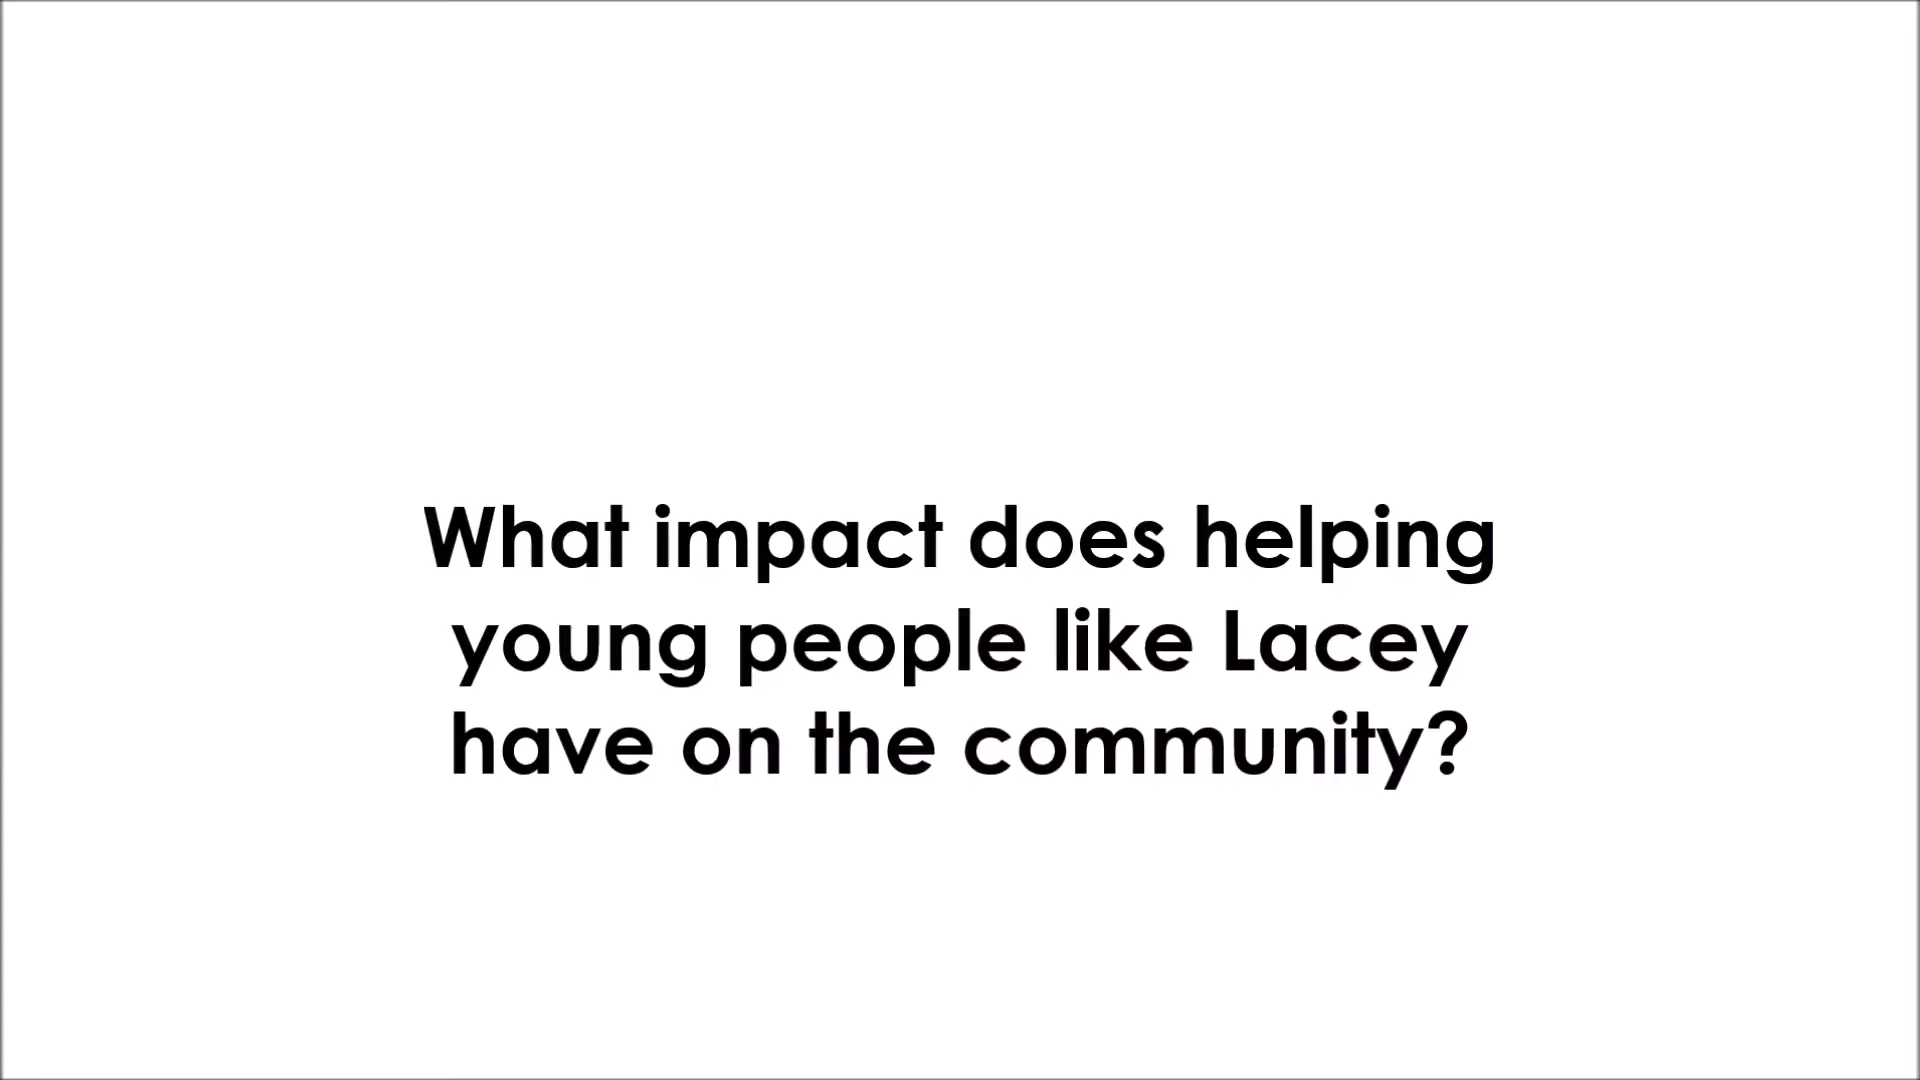 What impact does helping
young people like Lacey
have on the community?